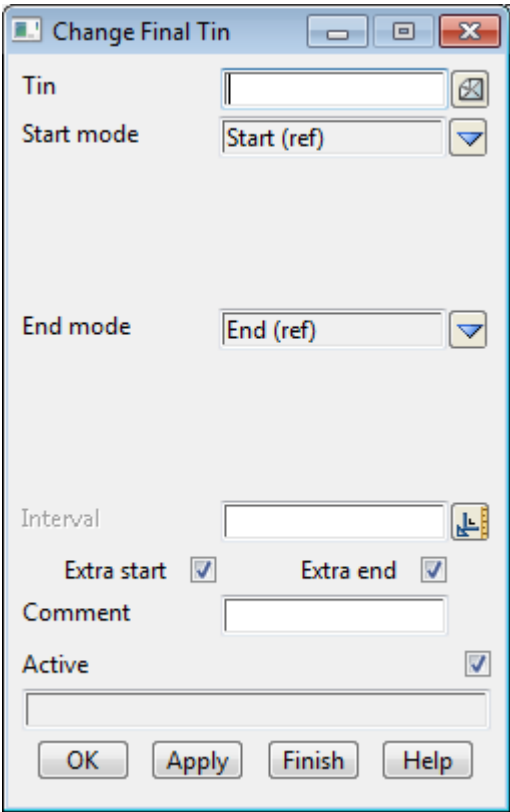 Change Final Tin
Tin
Start mode Start (ref)
End mode End (ref)
Interval
Extra start Extra end
Comment
Active
OK Apply Finish Help